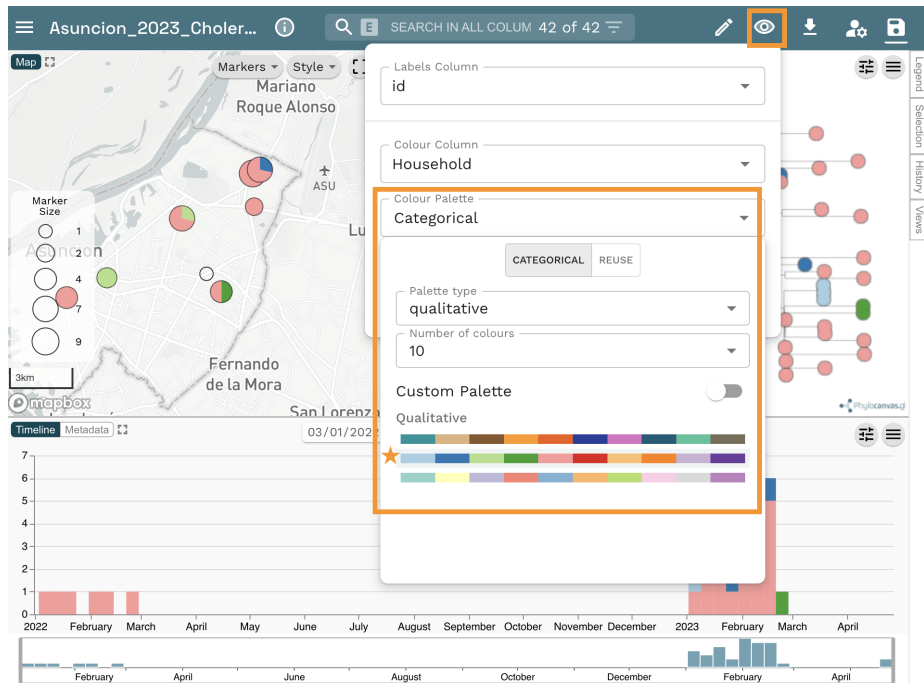 Asuncion_2023_Choler...
i
E
SEARCH IN ALL COLUM
42 of 42
Map
Markers
Style
Mariano
Roque Alonso
ASU
Lu
Marker
Size
1
2
4
7
9
Asuncion
3km
Fernando
de la Mora
San Lorenzo
mapbox
Labels Column
id
Colour Column
Household
Colour Palette
Categorical
CATEGORICAL
REUSE
Palette type
qualitative
Number of colours
10
Custom Palette
Qualitative
Legend
Selection
History
Views
Phylocanvas.gl
Timeline
Metadata
03/01/2022
7
6
5
4
3
2
1
0
2022 February March April May June July August September October November December 2023 February March April
February April June August October December February April